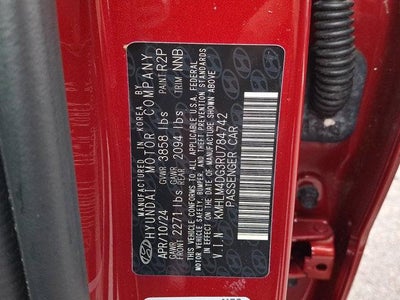 MANUFACTURED IN KOREA BY
HYUNDAI MOTOR COMPANY
PAINT R2P
TRIM NNB
APR/10/24
GVWR 3858 lbs
GAWR
FRONT 2271 lbs
GAWR
REAR 2094 lbs
THIS VEHICLE CONFORMS TO ALL APPLICABLE U.S.A. FEDERAL
MOTOR VEHICLE SAFETY, BUMPER, AND THEFT PREVENTION STANDARDS
IN EFFECT ON THE DATE OF MANUFACTURE SHOWN ABOVE.
V.I.N
KMHLM4DG3RU784742
PASSENGER CAR